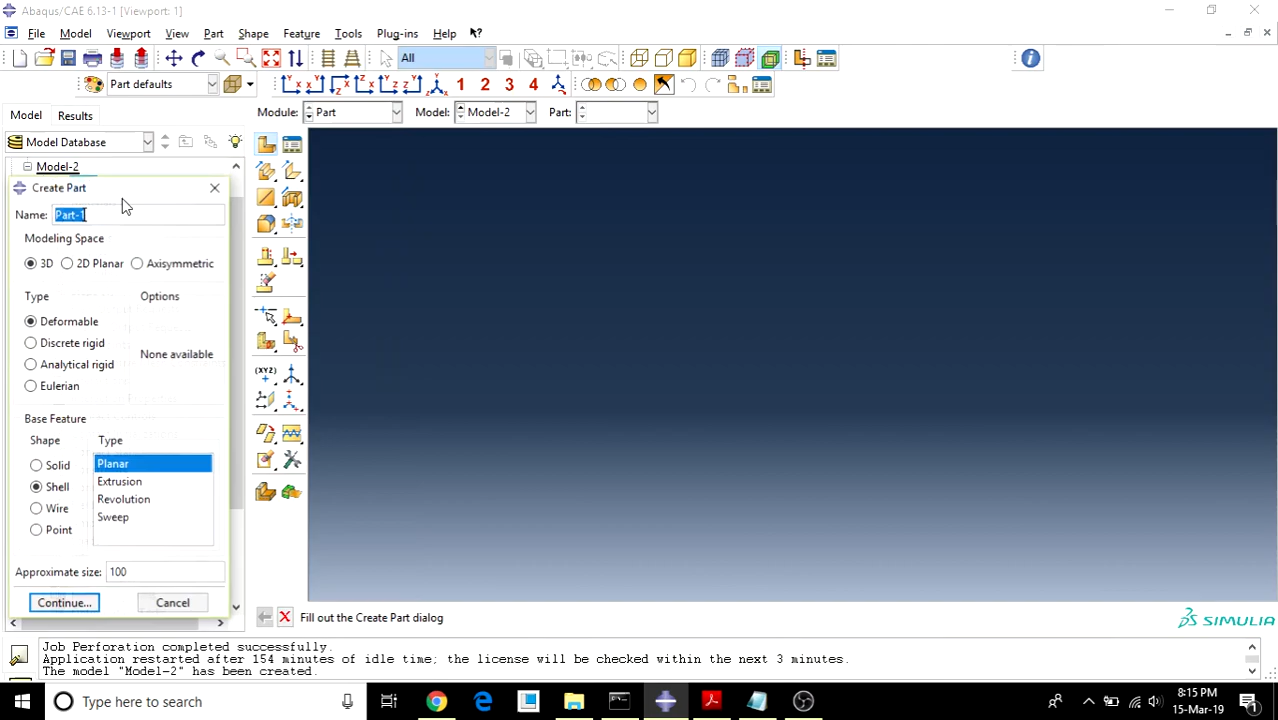 Abaqus/CAE 6.13-1 [Viewport: 1]
File Model Viewport View Part Shape Feature Tools Plug-ins Help
All
Part defaults
1 2 3 4
Model Results
Module: Part Model: Model-2 Part:
Model Database
Model-2
Create Part
Name: Part-1
Modeling Space
3D 2D Planar Axisymmetric
Type Options
Deformable
Discrete rigid
None available
Analytical rigid
Eulerian
Base Feature
Shape Type
Solid Planar
Shell Extrusion
Wire Revolution
Point Sweep
Approximate size: 100
Continue... Cancel
(XYZ)
Fill out the Create Part dialog
SIMULIA
Job Perforation completed successfully.
Application restarted after 154 minutes of idle time; the license will be checked within the next 3 minutes.
The model "Model-2" has been created.
Type here to search
8:15 PM
15-Mar-19
1